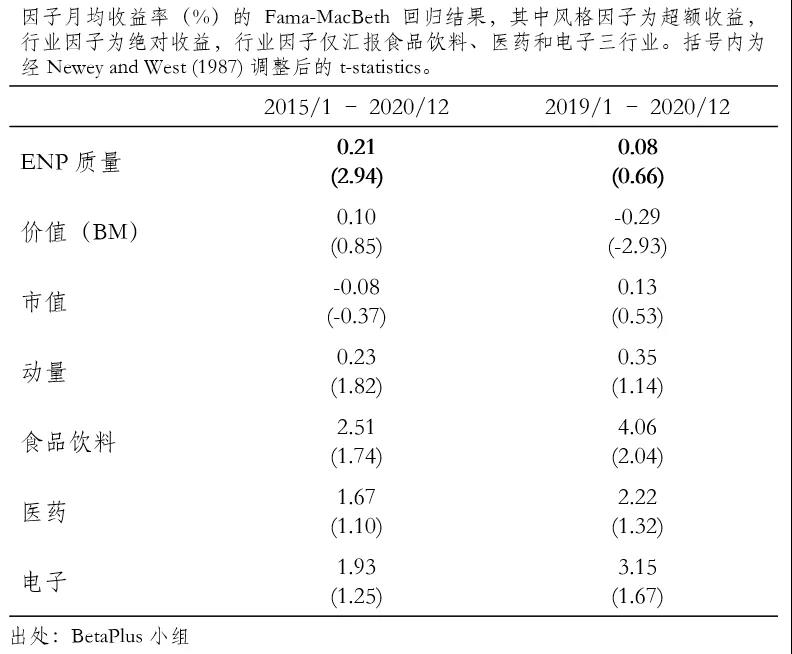 因子月均收益率（%）的 Fama-MacBeth 回归结果，其中风格因子为超额收益，
行业因子为绝对收益，行业因子仅汇报食品饮料、医药和电子三行业。括号内为
经 Newey and West (1987) 调整后的 t-statistics。
2015/1 - 2020/12 2019/1 - 2020/12
ENP 质量 0.21 0.08
(2.94) (0.66)
价值（BM） 0.10 -0.29
(0.85) (-2.93)
市值 -0.08 0.13
(-0.37) (0.53)
动量 0.23 0.35
(1.82) (1.14)
食品饮料 2.51 4.06
(1.74) (2.04)
医药 1.67 2.22
(1.10) (1.32)
电子 1.93 3.15
(1.25) (1.67)
出处：BetaPlus 小组